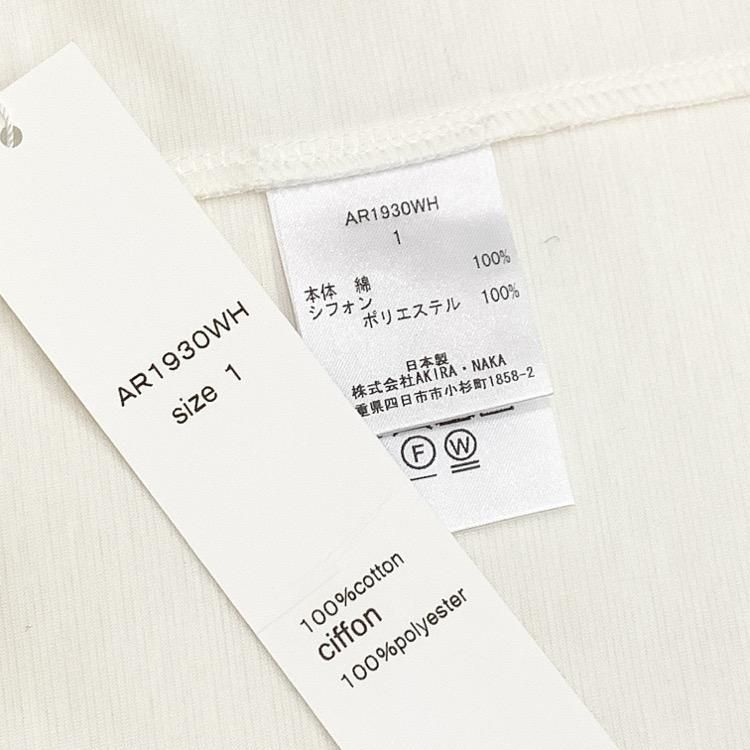 AR1930WH
size 1
100%cotton
ciffon
100%polyester
AR1930WH
1
本体 綿 100%
シフォン
ポリエステル 100%
日本製
株式会社AKIRA・NAKA
重県四日市市小杉町1858-2
F W